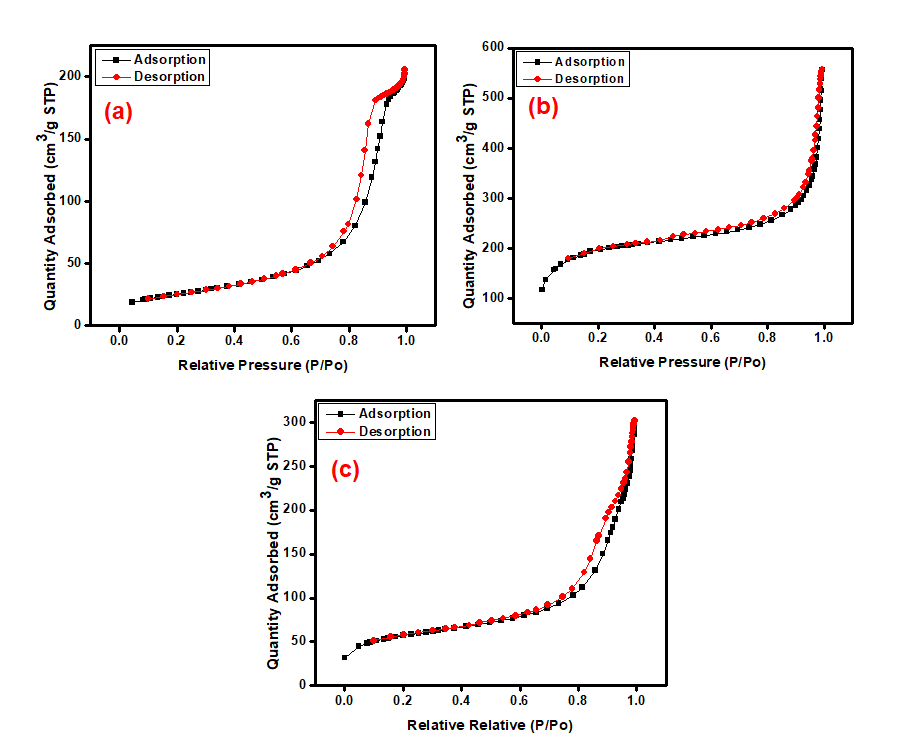 Adsorption
Desorption
(a)
Quantity Adsorbed (cm³/g STP)
200
150
100
50
0
0.0 0.2 0.4 0.6 0.8 1.0
Relative Pressure (P/Po)
Adsorption
Desorption
(b)
Quantity Adsorbed (cm³/g STP)
600
500
400
300
200
100
0.0 0.2 0.4 0.6 0.8 1.0
Relative Pressure (P/Po)
Adsorption
Desorption
(c)
Quantity Adsorbed (cm³/g STP)
300
250
200
150
100
50
0
0.0 0.2 0.4 0.6 0.8 1.0
Relative Relative (P/Po)